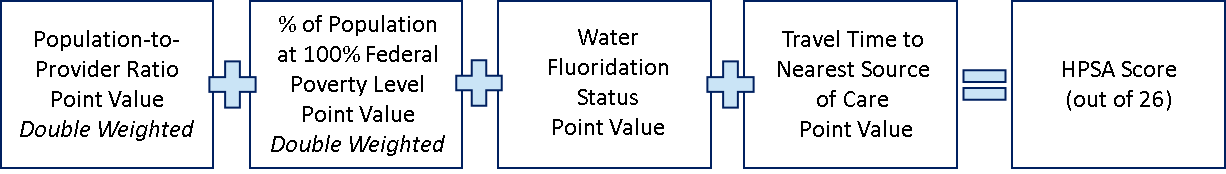 Population-to-
Provider Ratio
Point Value
Double Weighted
+
% of Population
at 100% Federal
Poverty Level
Point Value
Double Weighted
+
Water
Fluoridation
Status
Point Value
+
Travel Time to
Nearest Source
of Care
Point Value
=
HPSA Score
(out of 26)